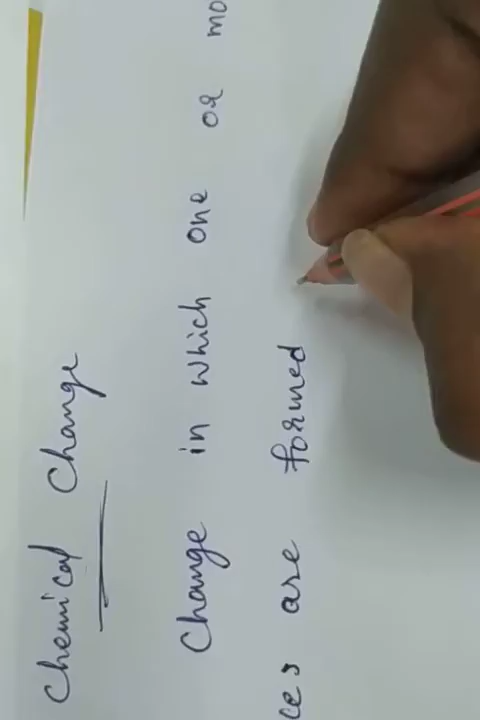 Chemical Change
Change in which one or mo
ces are formed